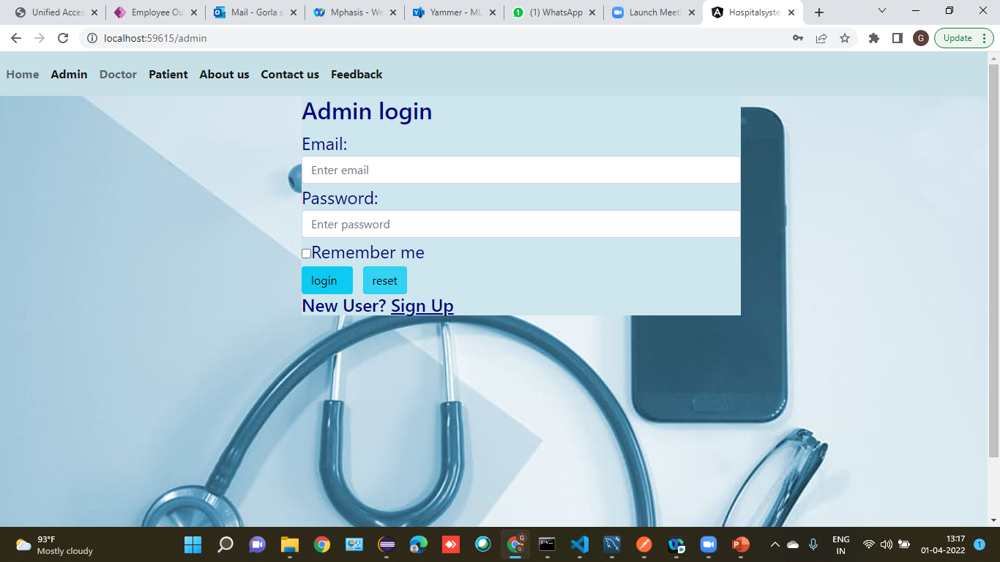 Unified Acces
Employee Ou
Mail - Gorla s
Mphasis - We
Yammer - ML
(1) WhatsApp
Launch Meeti
Hospitalsyste
localhost:59615/admin
G
Update
Home Admin Doctor Patient About us Contact us Feedback
Admin login
Email:
Enter email
Password:
Enter password
Remember me
login reset
New User? Sign Up
93°F
Mostly cloudy
G
G
ENG
IN
13:17
01-04-2022
1